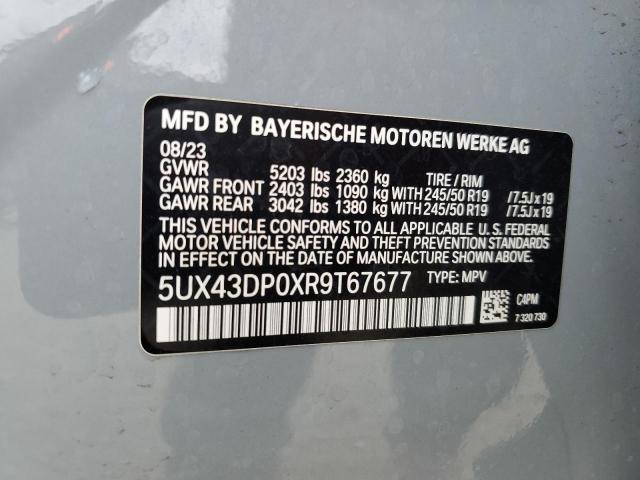 MFD BY BAYERISCHE MOTOREN WERKE AG
08/23
GVWR 5203 lbs 2360 kg TIRE / RIM
GAWR FRONT 2403 lbs 1090 kg WITH 245/50 R19 /7.5J x 19
GAWR REAR 3042 lbs 1380 kg WITH 245/50 R19 /7.5J x 19
THIS VEHICLE CONFORMS TO ALL APPLICABLE U. S. FEDERAL
MOTOR VEHICLE SAFETY AND THEFT PREVENTION STANDARDS
IN EFFECT ON THE DATE OF MANUFACTURE SHOWN ABOVE.
5UX43DP0XR9T67677 TYPE: MPV
C4PM
7 320 730